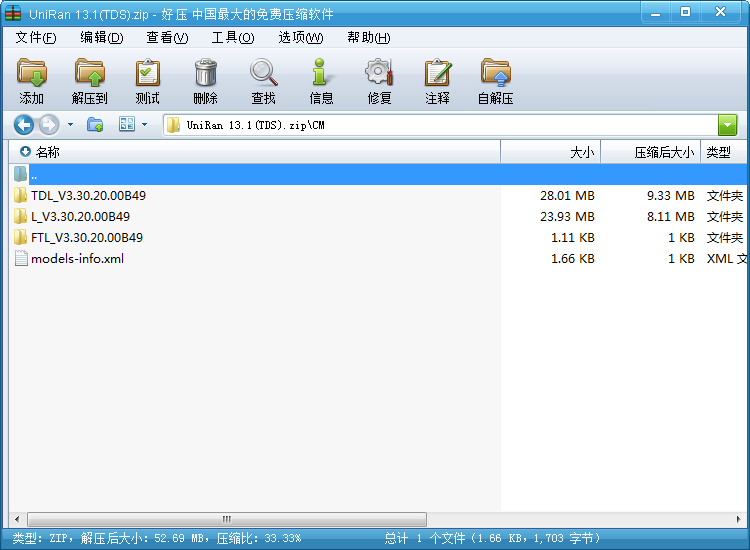 UniRan 13.1(TDS).zip - 好压 中国最大的免费压缩软件
文件(F) 编辑(D) 查看(V) 工具(O) 选项(W) 帮助(H)
添加 解压到 测试 删除 查找 信息 修复 注释 自解压
UniRan 13.1(TDS).zip\CM
名称 大小 压缩后大小 类型
..
TDL_V3.30.20.00B49 28.01 MB 9.33 MB 文件夹
L_V3.30.20.00B49 23.93 MB 8.11 MB 文件夹
FTL_V3.30.20.00B49 1.11 KB 1 KB 文件夹
models-info.xml 1.66 KB 1 KB XML 文
类型: ZIP, 解压后大小: 52.69 MB, 压缩比: 33.33% 总计 1 个文件 (1.66 KB, 1,703 字节)